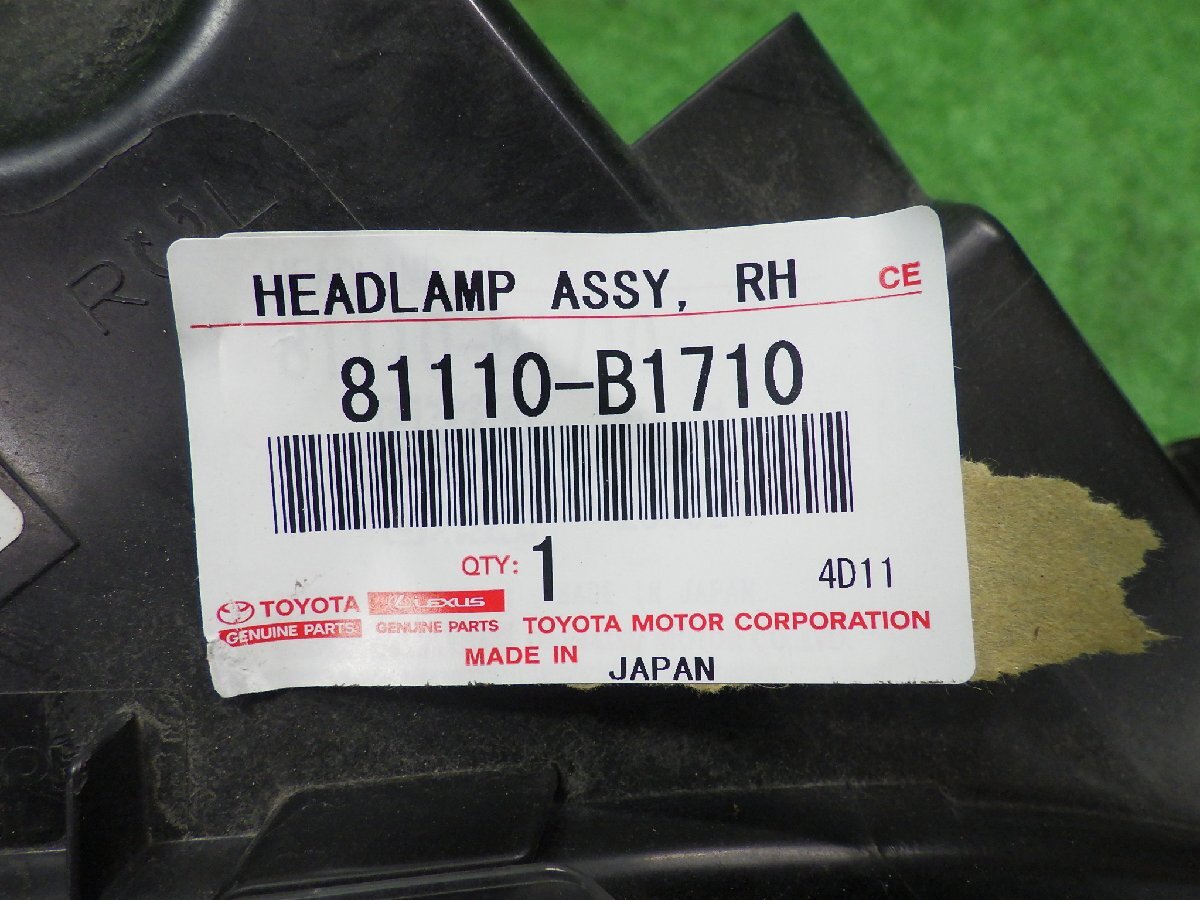 HEADLAMP ASSY, RH CE
81110-B1710
QTY: 1 4D11
TOYOTA LEXUS
GENUINE PARTS GENUINE PARTS TOYOTA MOTOR CORPORATION
MADE IN JAPAN